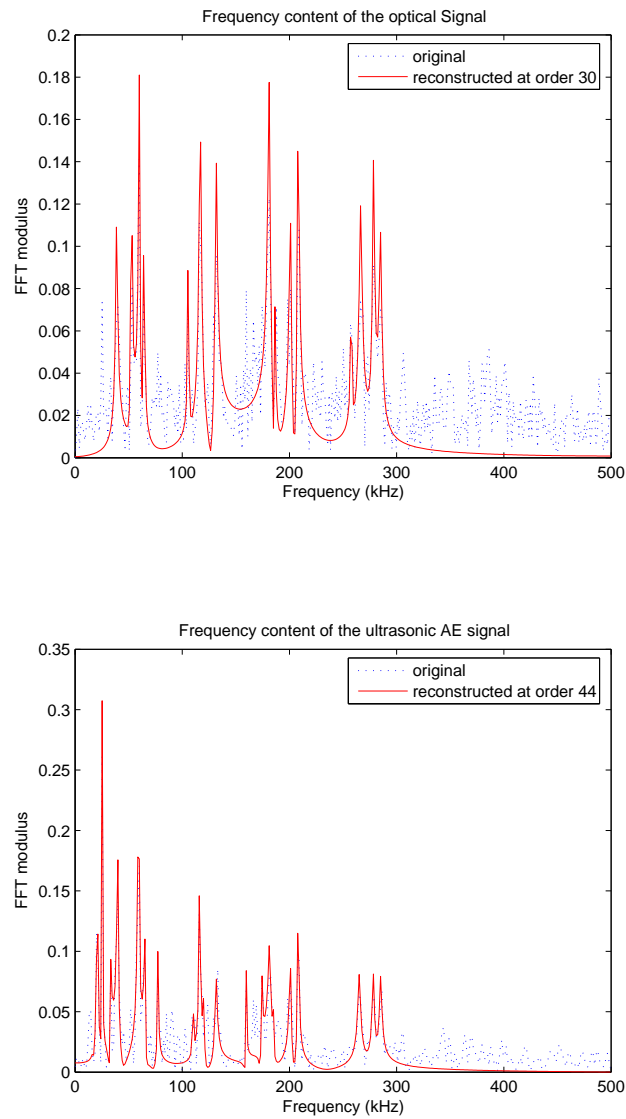 Frequency content of the optical Signal
0.2
0.18
0.16
0.14
0.12
0.1
0.08
0.06
0.04
0.02
0
FFT modulus
original
reconstructed at order 30
0 100 200 300 400 500
Frequency (kHz)
Frequency content of the ultrasonic AE signal
0.35
0.3
0.25
0.2
0.15
0.1
0.05
0
FFT modulus
original
reconstructed at order 44
0 100 200 300 400 500
Frequency (kHz)